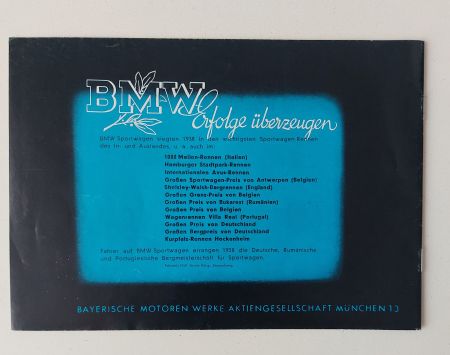 BMW Erfolge überzeugen
BMW Sportwagen siegten 1938 in den wichtigsten Sportwagen-Rennen
des In- und Auslandes, u. a. auch im:
1000 Meilen-Rennen (Italien)
Hamburger Stadtpark-Rennen
Internationales Avus-Rennen
Großen Sportwagen-Preis von Antwerpen (Belgien)
Shelsley-Walsh-Bergrennen (England)
Großen Grenz-Preis von Belgien
Großen Preis von Bukarest (Rumänien)
Großen Preis von Belgien
Wagenrennen Villa Real (Portugal)
Großen Preis von Deutschland
Großen Bergpreis von Deutschland
Kurpfalz-Rennen Hockenheim
Fahrer auf BMW-Sportwagen errangen 1938 die Deutsche, Rumänische
und Portugiesische Bergmeisterschaft für Sportwagen.
BAYERISCHE MOTOREN WERKE AKTIENGESELLSCHAFT MÜNCHEN 13